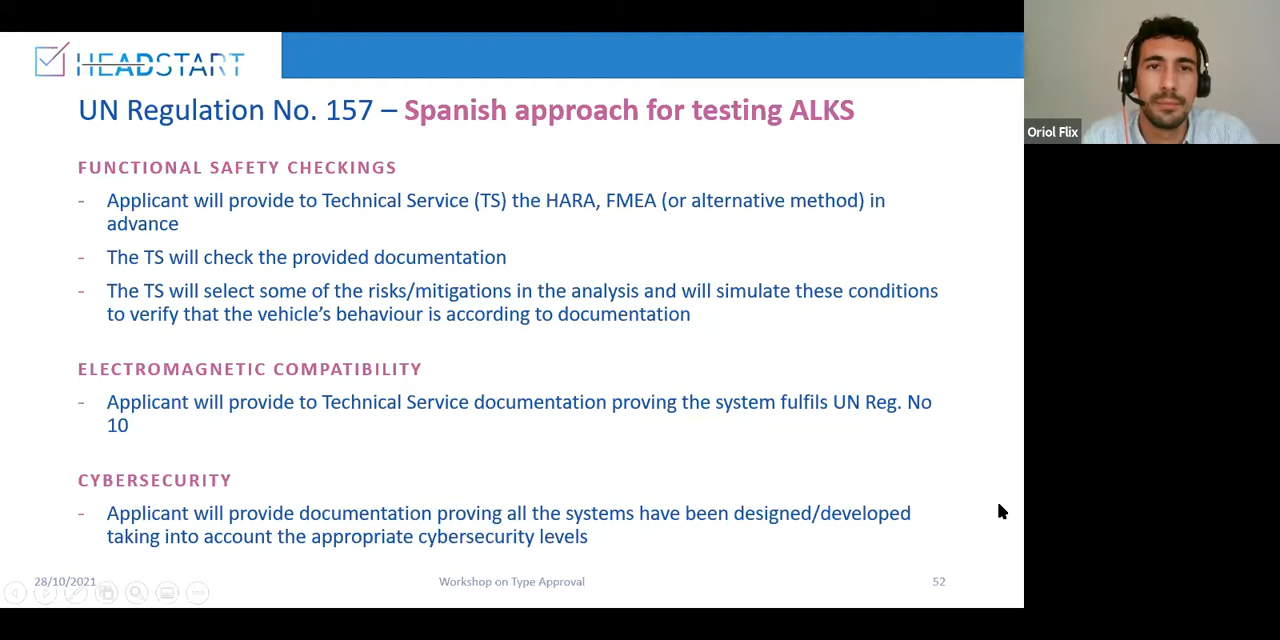 HEADSTART
UN Regulation No. 157 – Spanish approach for testing ALKS
FUNCTIONAL SAFETY CHECKINGS
- Applicant will provide to Technical Service (TS) the HARA, FMEA (or alternative method) in
advance
- The TS will check the provided documentation
- The TS will select some of the risks/mitigations in the analysis and will simulate these conditions
to verify that the vehicle's behaviour is according to documentation
ELECTROMAGNETIC COMPATIBILITY
- Applicant will provide to Technical Service documentation proving the system fulfils UN Reg. No
10
CYBERSECURITY
- Applicant will provide documentation proving all the systems have been designed/developed
taking into account the appropriate cybersecurity levels
28/10/2021
Workshop on Type Approval
52
Oriol Flix